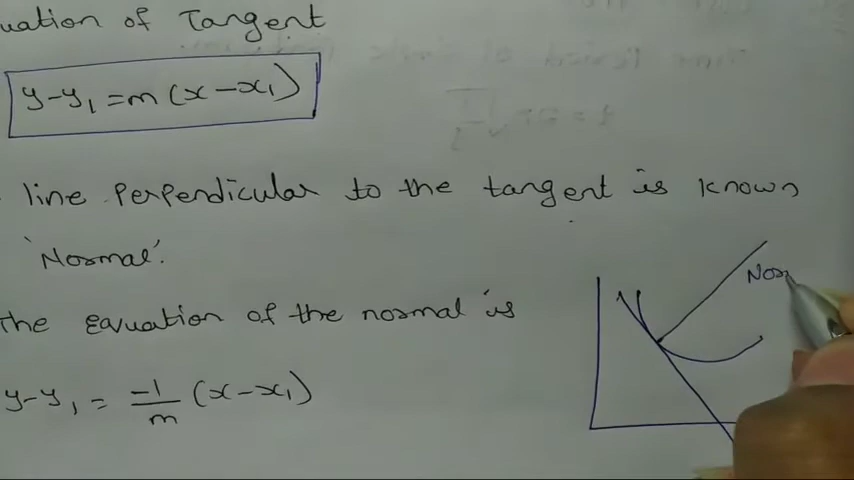 uation of Tangent
y-y₁ = m(x-x₁)
line perpendicular to the tangent is known
'Normal'.
The equation of the normal is
y-y₁ = -1/m (x-x₁)
Nor